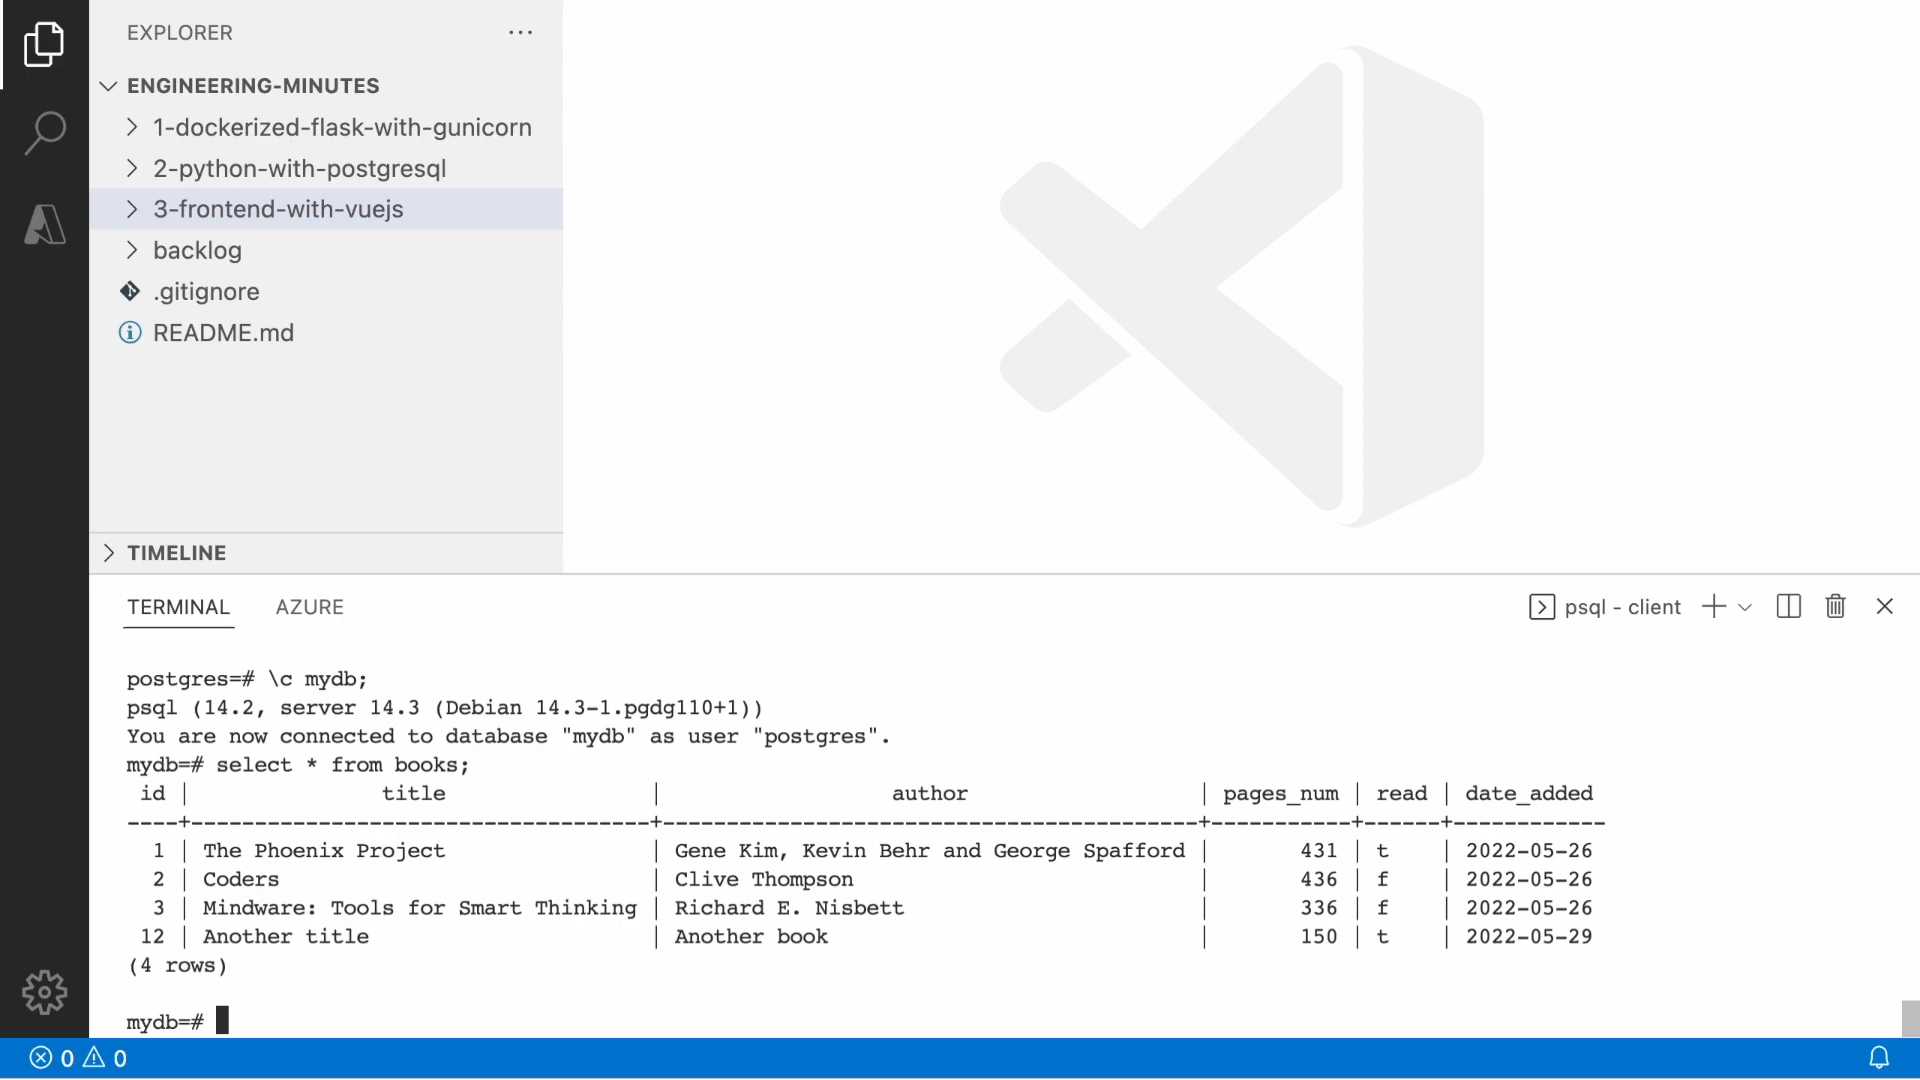 EXPLORER
ENGINEERING-MINUTES
1-dockerized-flask-with-gunicorn
2-python-with-postgresql
3-frontend-with-vuejs
backlog
.gitignore
README.md
TIMELINE
TERMINAL AZURE psql - client
postgres=# \c mydb;
psql (14.2, server 14.3 (Debian 14.3-1.pgdg110+1))
You are now connected to database "mydb" as user "postgres".
mydb=# select * from books;
 id |               title                |                  author                  | pages_num | read | date_added
----+------------------------------------+------------------------------------------+-----------+------+------------
  1 | The Phoenix Project                | Gene Kim, Kevin Behr and George Spafford |       431 | t    | 2022-05-26
  2 | Coders                             | Clive Thompson                           |       436 | f    | 2022-05-26
  3 | Mindware: Tools for Smart Thinking | Richard E. Nisbett                       |       336 | f    | 2022-05-26
 12 | Another title                      | Another book                             |       150 | t    | 2022-05-29
(4 rows)
mydb=#
0 0